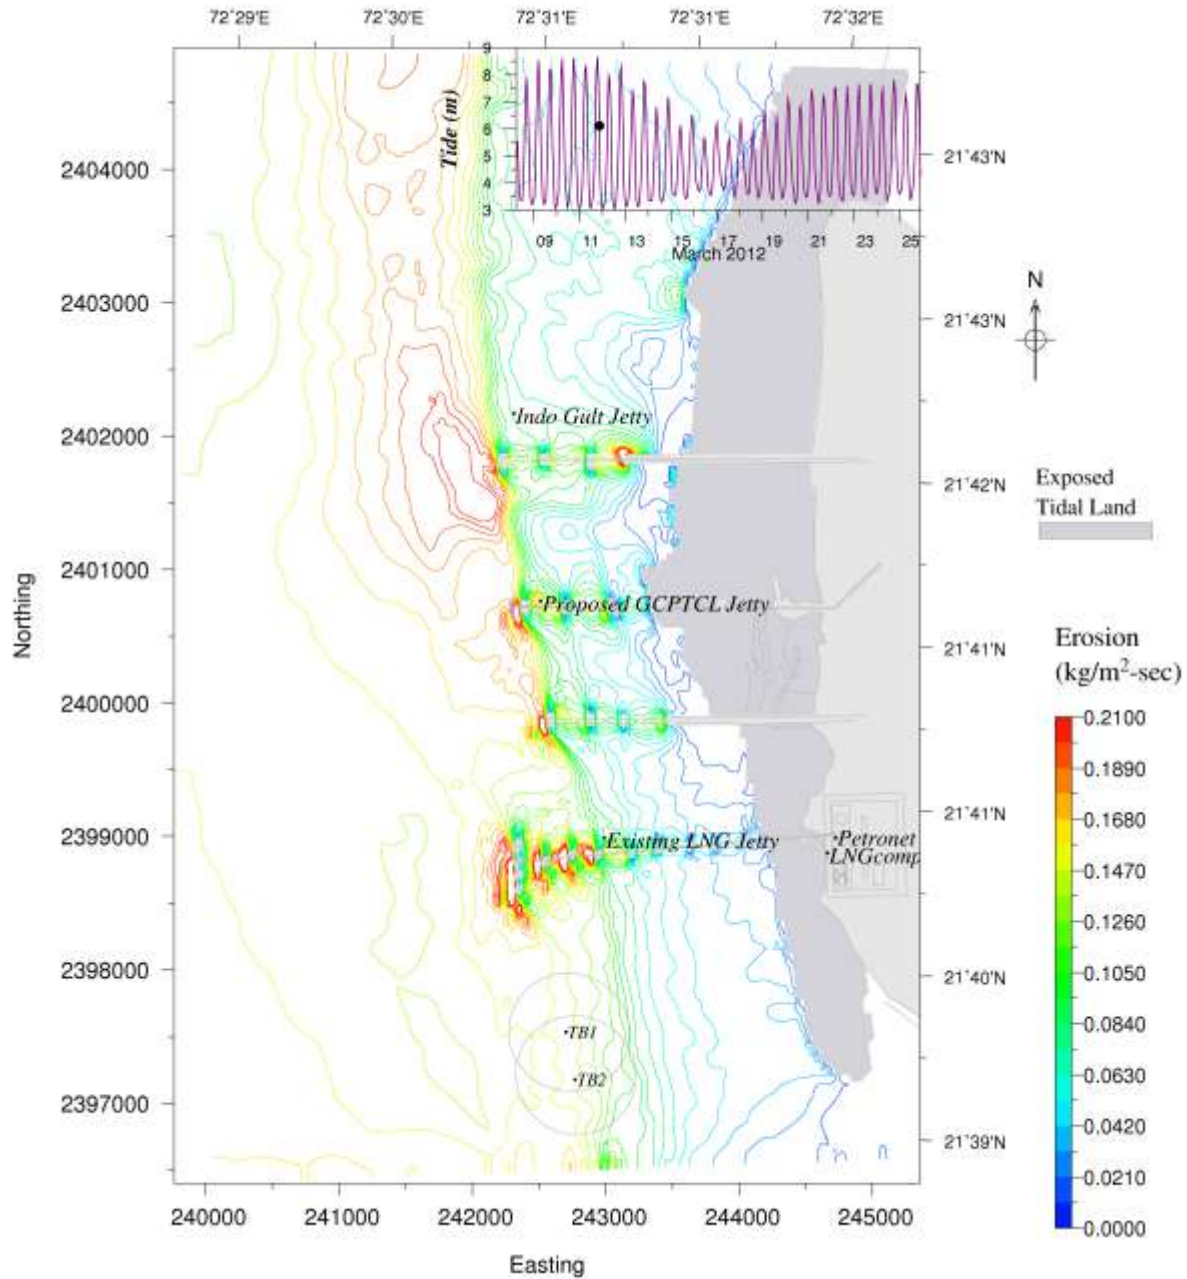 72°29'E 72°30'E 72°31'E 72°31'E 72°32'E
9
8
7
6
5
4
3
Tide (m)
09 11 13 15 17 19 21 23 25
March 2012
2404000
2403000
2402000
2401000
2400000
2399000
2398000
2397000
Northing
21°43'N
21°43'N
21°42'N
21°41'N
21°41'N
21°40'N
21°39'N
Indo Gult Jetty
Proposed GCPTCL Jetty
Existing LNG Jetty
Petronet
LNGcomp
TB1
TB2
240000 241000 242000 243000 244000 245000
Easting
N
Exposed
Tidal Land
Erosion
(kg/m²-sec)
0.2100
0.1890
0.1680
0.1470
0.1260
0.1050
0.0840
0.0630
0.0420
0.0210
0.0000